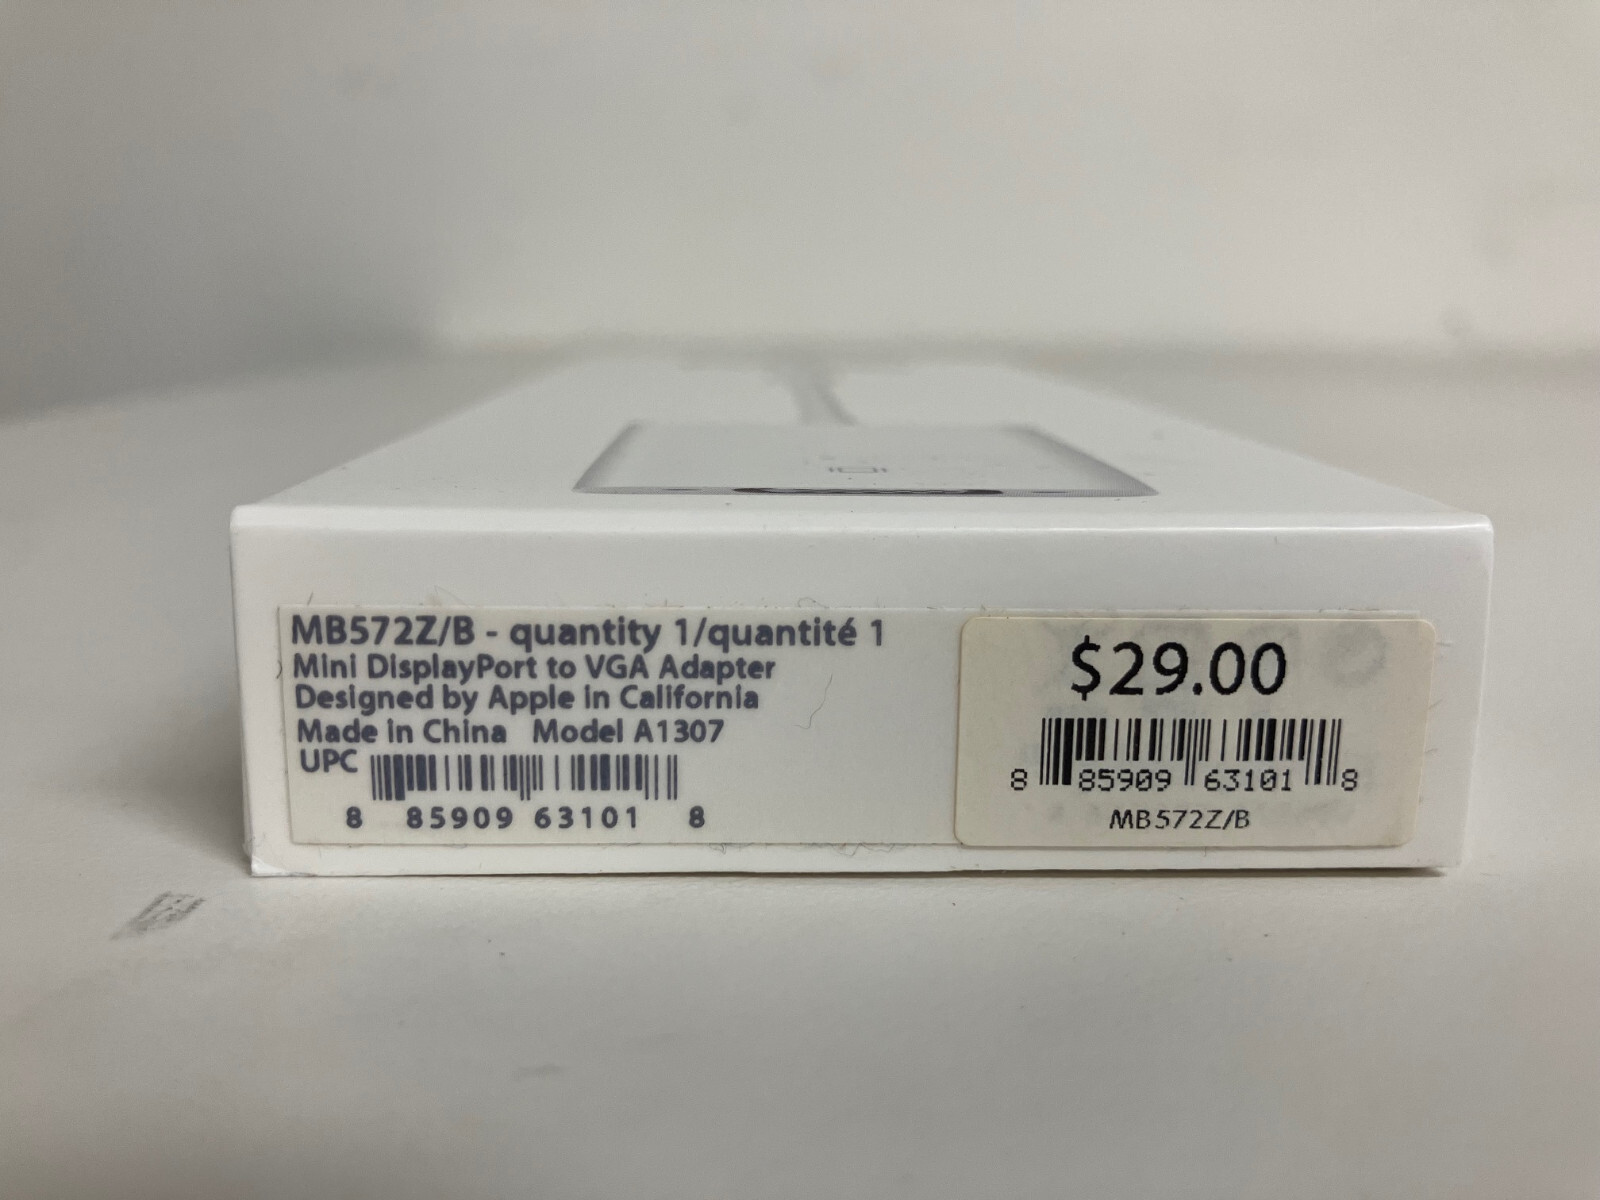 MB572Z/B - quantity 1/quantité 1
Mini DisplayPort to VGA Adapter
Designed by Apple in California
Made in China Model A1307
UPC
8 85909 63101 8
$29.00
8 85909 63101 8
MB572Z/B